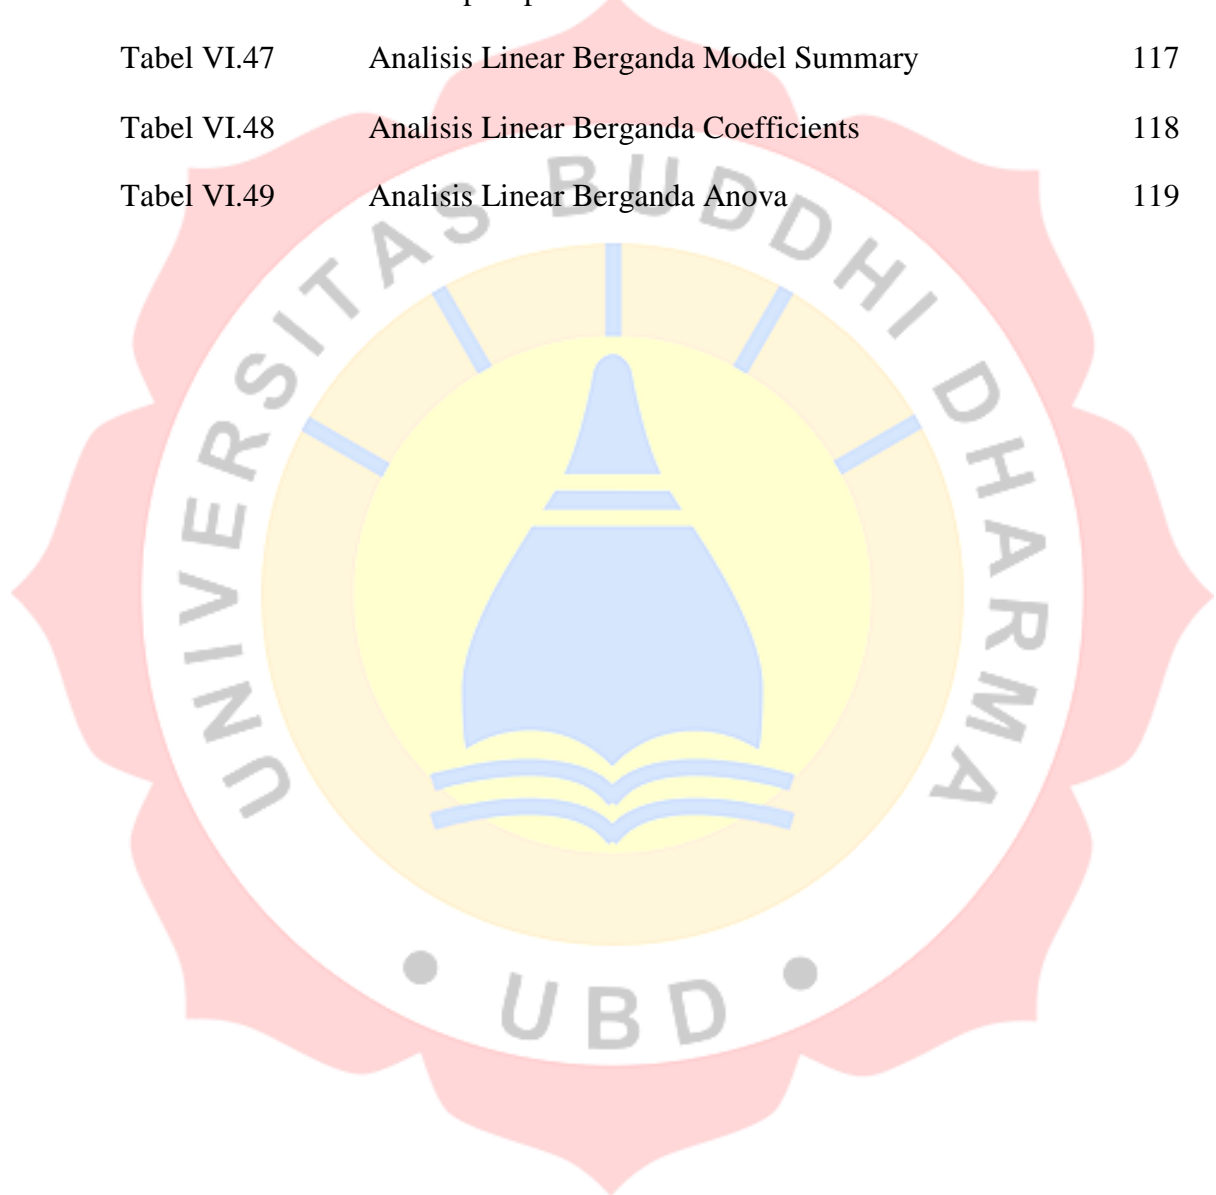 Tabel VI.47 Analisis Linear Berganda Model Summary 117
Tabel VI.48 Analisis Linear Berganda Coefficients 118
Tabel VI.49 Analisis Linear Berganda Anova 119
UNIVERSITAS BUDDHI DHARMA
• UBD •